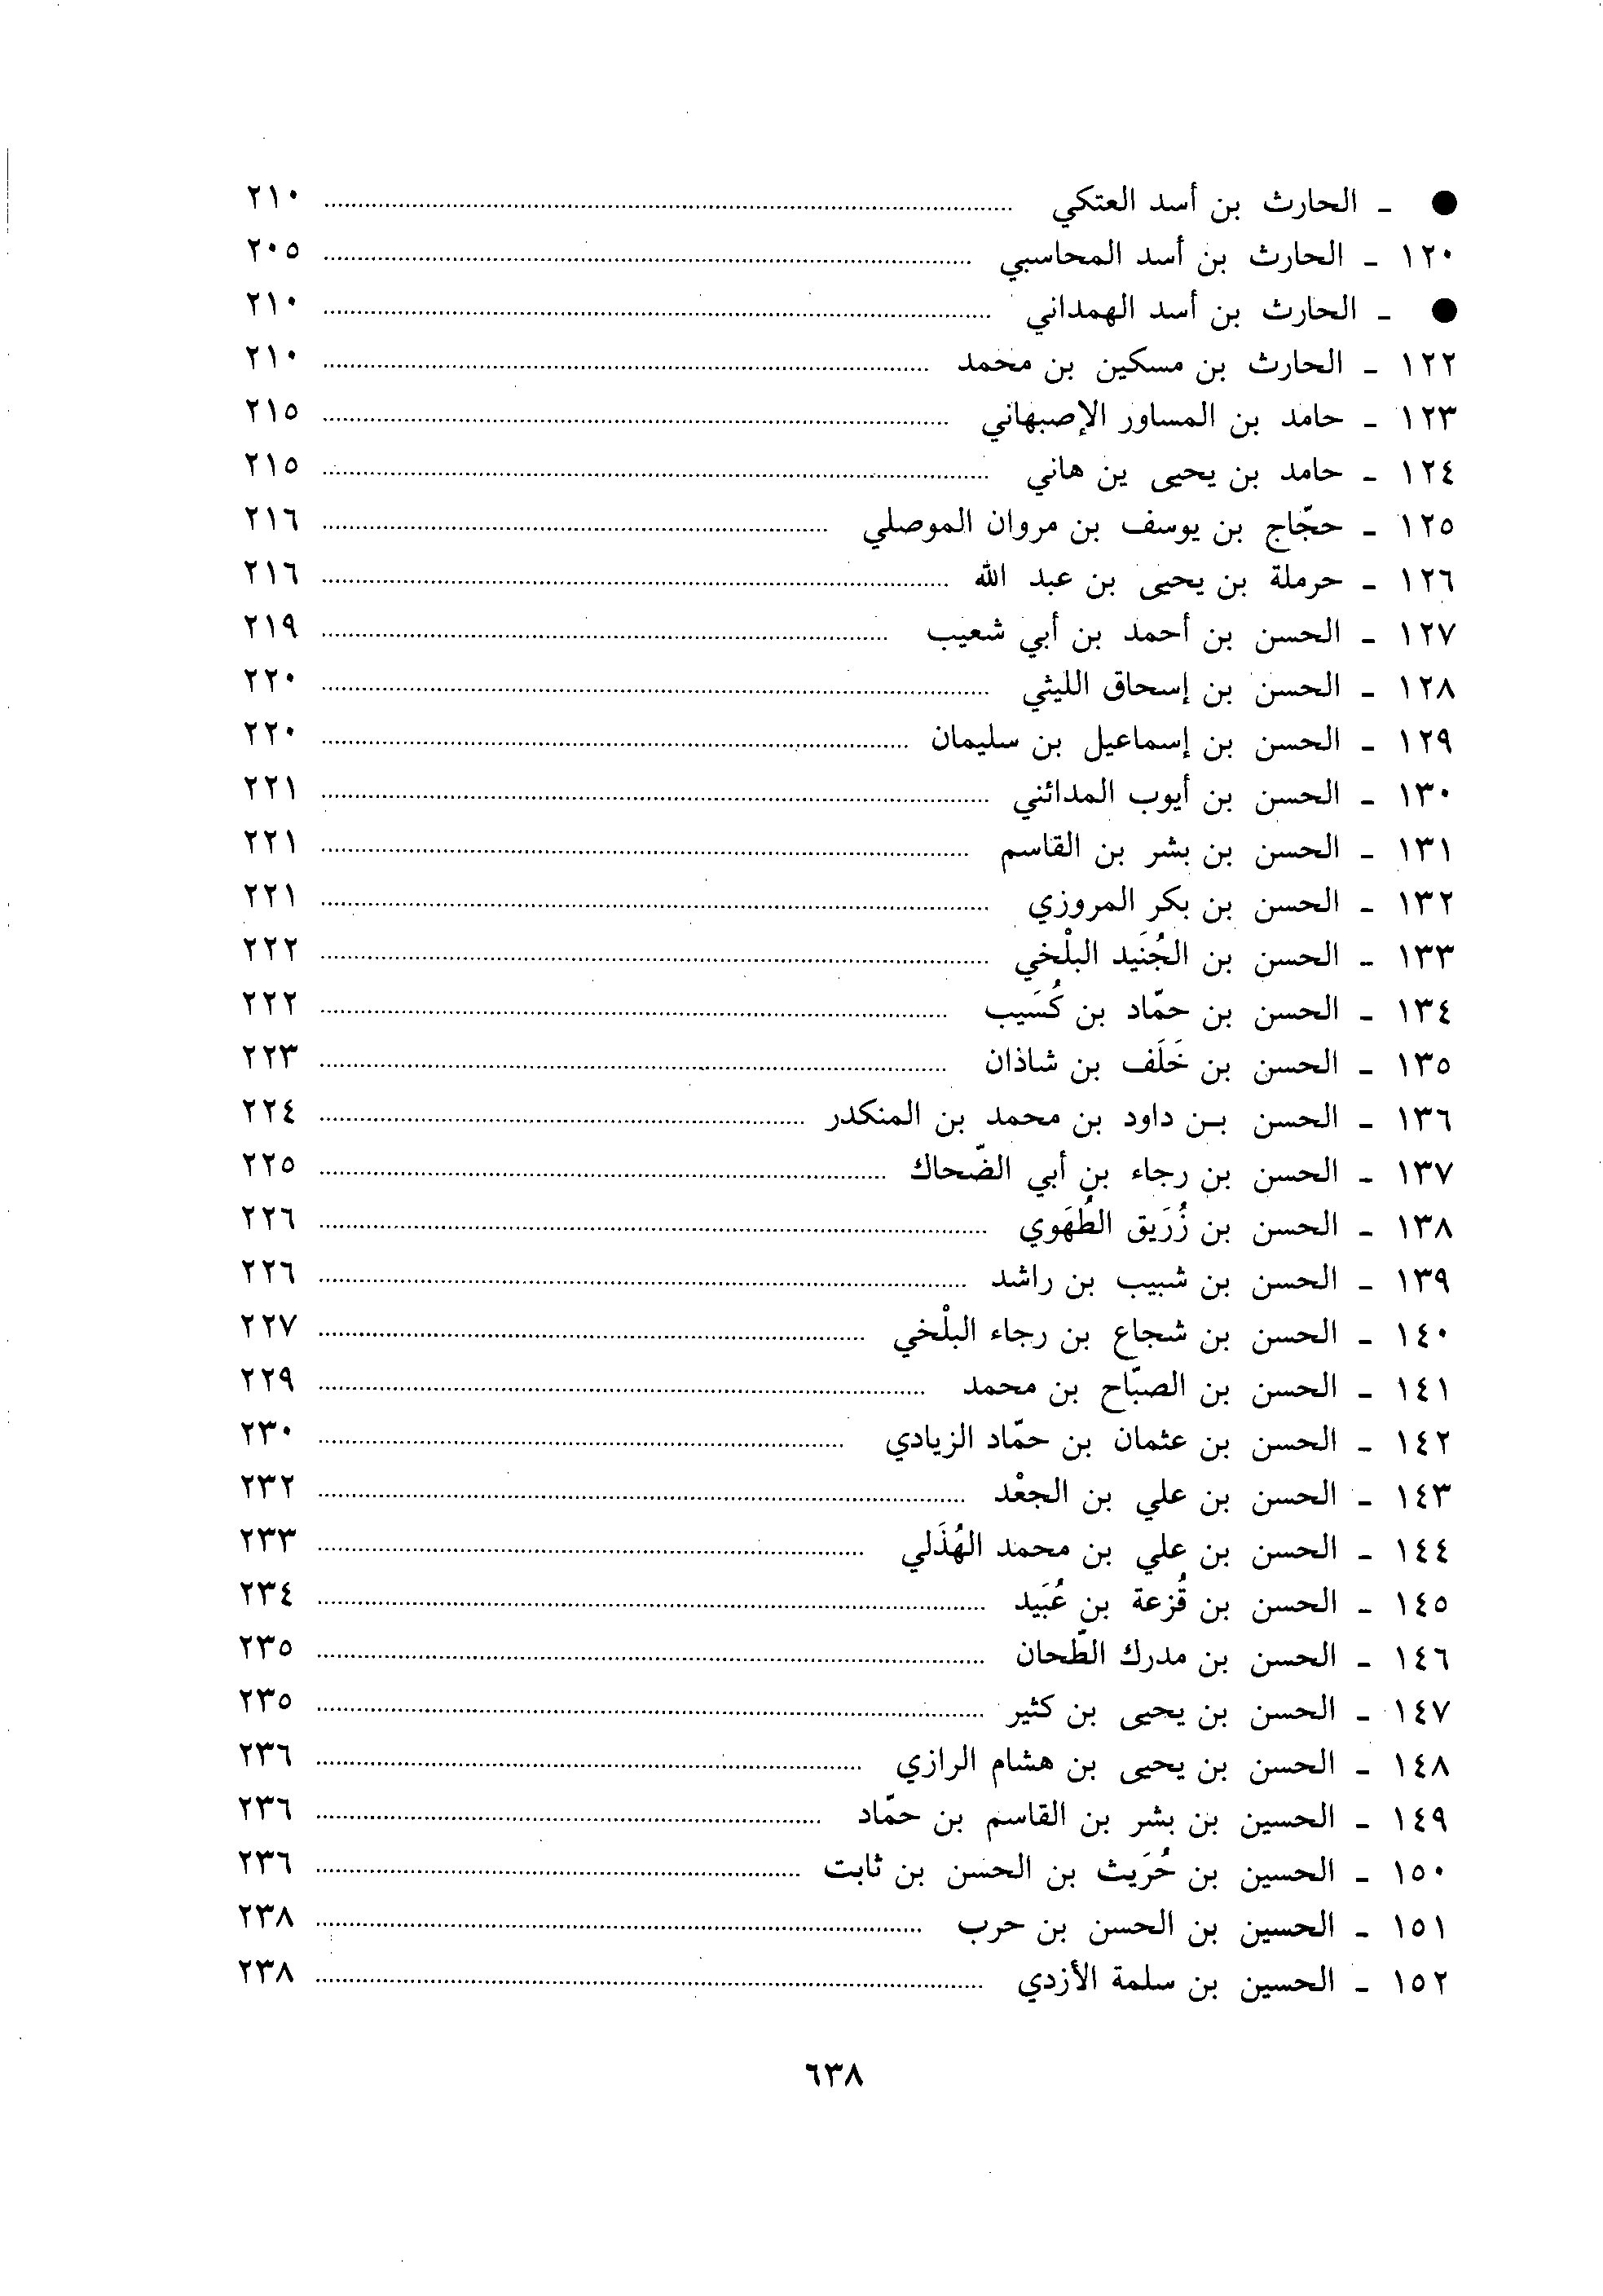 ● ـ الحارث بن أسد العتكي ........ ٢١٠
١٢٠ ـ الحارث بن أسد المحاسبي ........ ٢٠٥
● ـ الحارث بن أسد الهمداني ........ ٢١٠
١٢٢ ـ الحارث بن مسكين بن محمد ........ ٢١٠
١٢٣ ـ حامد بن المساور الإصبهاني ........ ٢١٥
١٢٤ ـ حامد بن يحيى ين هاني ........ ٢١٥
١٢٥ ـ حجّاج بن يوسف بن مروان الموصلي ........ ٢١٦
١٢٦ ـ حرملة بن يحيى بن عبد الله ........ ٢١٦
١٢٧ ـ الحسن بن أحمد بن أبي شعيب ........ ٢١٩
١٢٨ ـ الحسن بن إسحاق الليثي ........ ٢٢٠
١٢٩ ـ الحسن بن إسماعيل بن سليمان ........ ٢٢٠
١٣٠ ـ الحسن بن أيوب المدائني ........ ٢٢١
١٣١ ـ الحسن بن بشر بن القاسم ........ ٢٢١
١٣٢ ـ الحسن بن بكر المروزي ........ ٢٢١
١٣٣ ـ الحسن بن الجُنَيد البلْخي ........ ٢٢٢
١٣٤ ـ الحسن بن حمّاد بن كُسَيب ........ ٢٢٢
١٣٥ ـ الحسن بن خَلَف بن شاذان ........ ٢٢٣
١٣٦ ـ الحسن بـن داود بن محمد بن المنكدر ........ ٢٢٤
١٣٧ ـ الحسن بن رجاء بن أبي الضّحاك ........ ٢٢٥
١٣٨ ـ الحسن بن زُرَيق الطُهَوي ........ ٢٢٦
١٣٩ ـ الحسن بن شبيب بن راشد ........ ٢٢٦
١٤٠ ـ الحسن بن شجاع بن رجاء البلْخي ........ ٢٢٧
١٤١ ـ الحسن بن الصبّاح بن محمد ........ ٢٢٩
١٤٢ ـ الحسن بن عثمان بن حمّاد الزيادي ........ ٢٣٠
١٤٣ ـ الحسن بن علي بن الجعْد ........ ٢٣٢
١٤٤ ـ الحسن بن علي بن محمد الهُذَلي ........ ٢٣٣
١٤٥ ـ الحسن بن قُزعة بن عُبَيد ........ ٢٣٤
١٤٦ ـ الحسن بن مدرك الطّحان ........ ٢٣٥
١٤٧ ـ الحسن بن يحيى بن كثير ........ ٢٣٥
١٤٨ ـ الحسن بن يحيى بن هشام الرازي ........ ٢٣٦
١٤٩ ـ الحسين بن بشر بن القاسم بن حمّاد ........ ٢٣٦
١٥٠ ـ الحسين بن حُرَيث بن الحسن بن ثابت ........ ٢٣٦
١٥١ ـ الحسين بن الحسن بن حرب ........ ٢٣٨
١٥٢ ـ الحسين بن سلمة الأزدي ........ ٢٣٨
٦٣٨